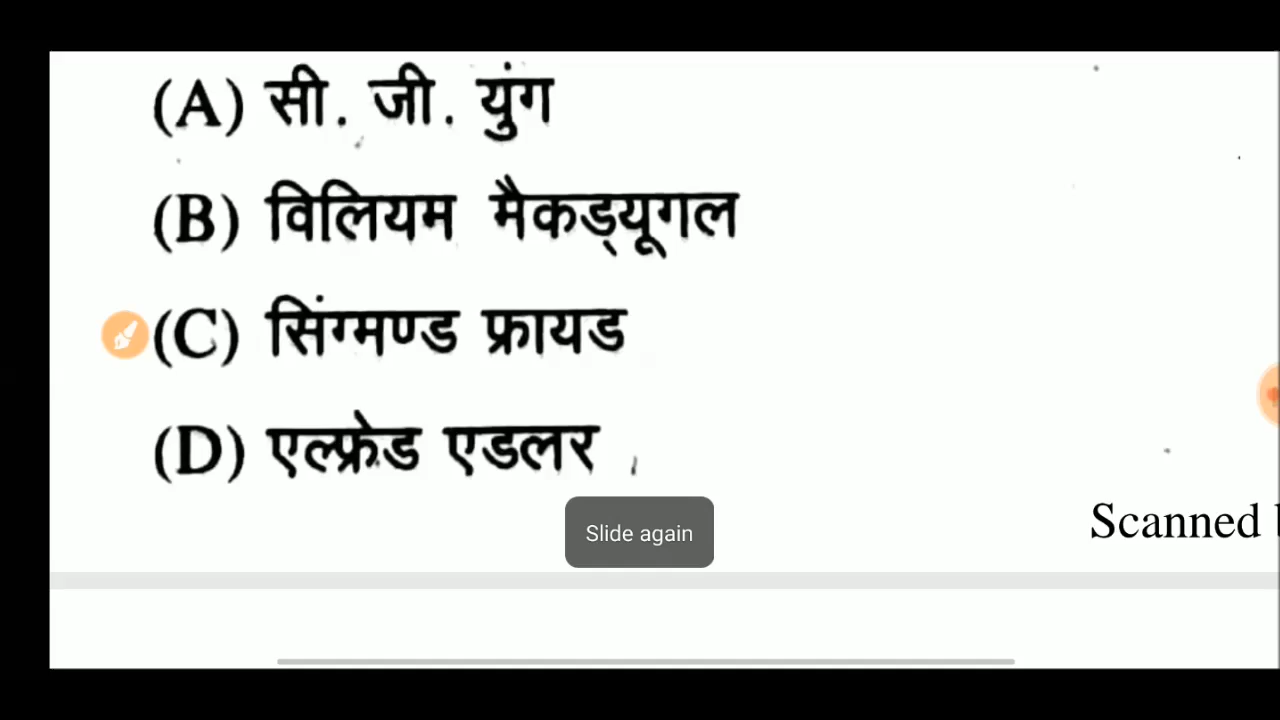 (A) सी. जी. युंग
(B) विलियम मैकड्यूगल
(C) सिंग्मण्ड फ्रायड
(D) एल्फ्रेड एडलर
Slide again
Scanned